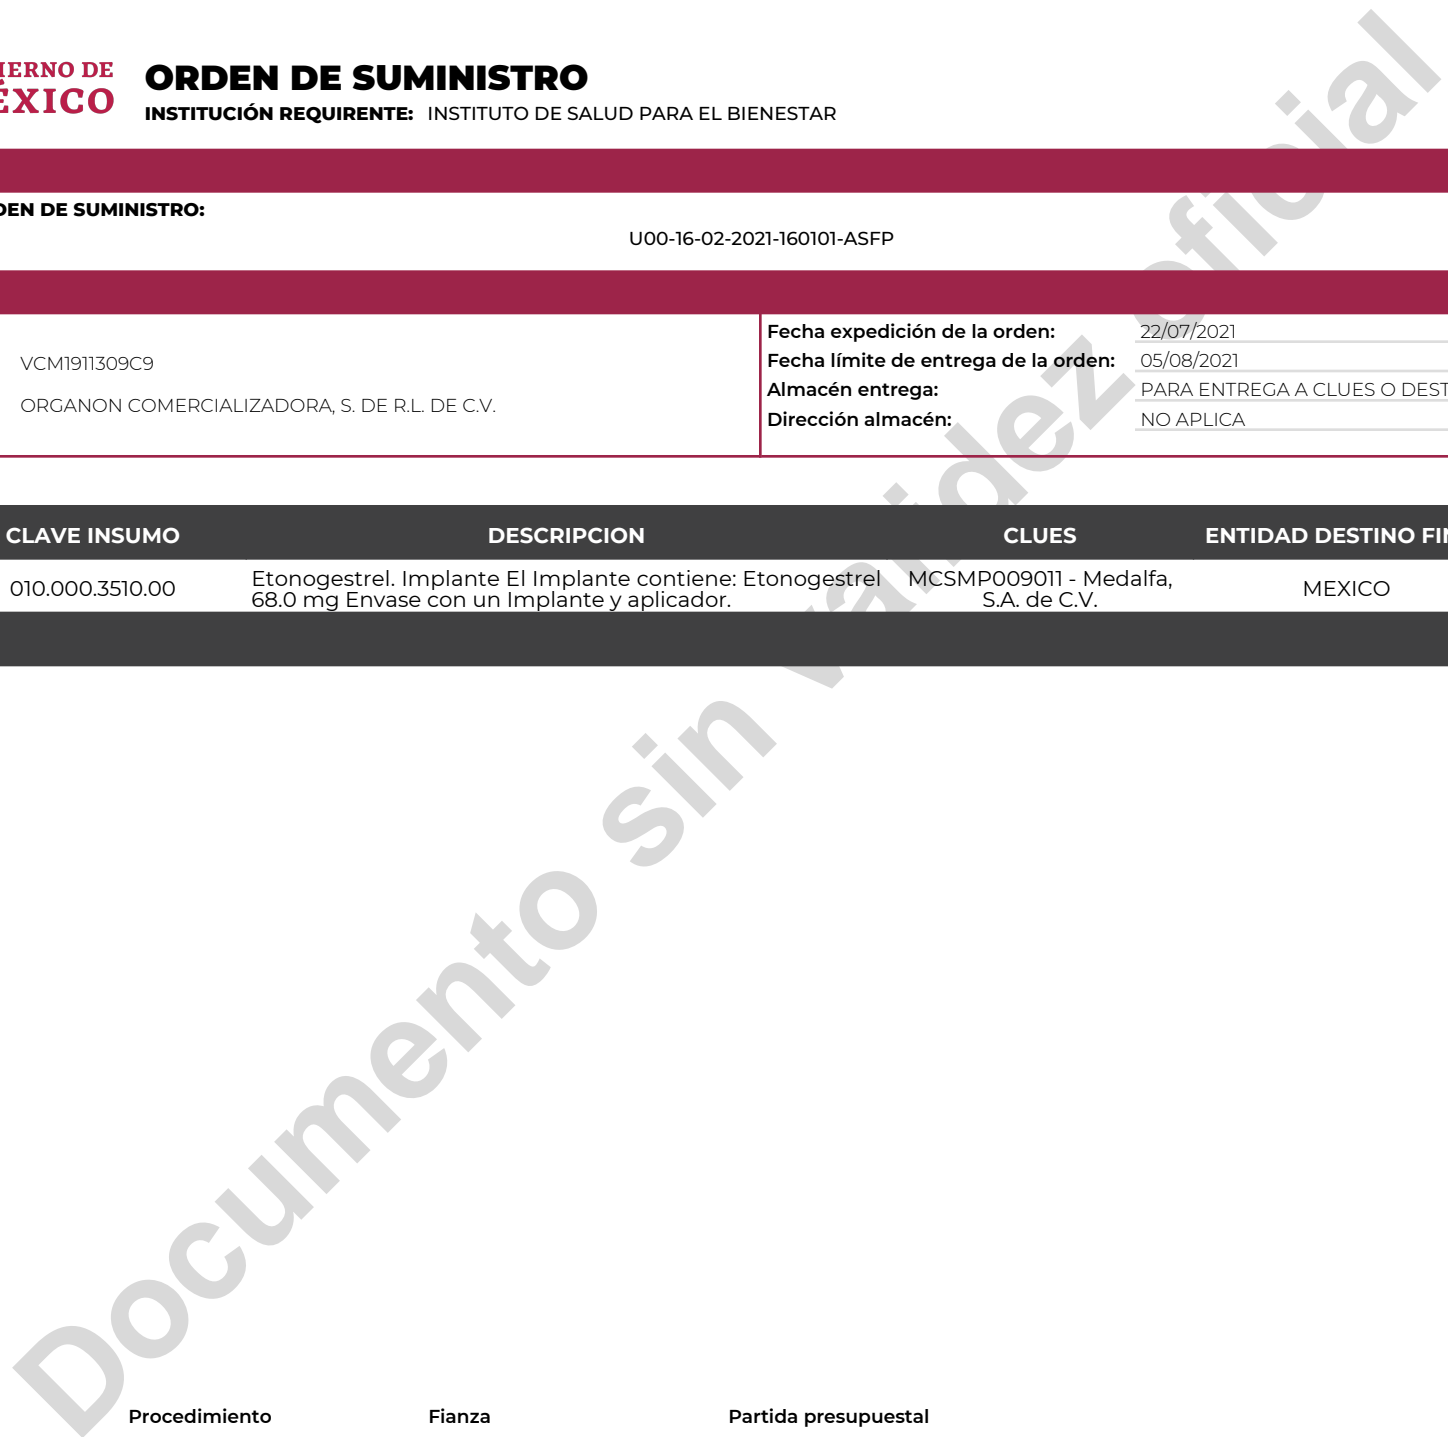 IERNO DE
ÉXICO
ORDEN DE SUMINISTRO
INSTITUCIÓN REQUIRENTE: INSTITUTO DE SALUD PARA EL BIENESTAR
DEN DE SUMINISTRO:
U00-16-02-2021-160101-ASFP
VCM1911309C9
ORGANON COMERCIALIZADORA, S. DE R.L. DE C.V.
Fecha expedición de la orden: 22/07/2021
Fecha límite de entrega de la orden: 05/08/2021
Almacén entrega: PARA ENTREGA A CLUES O DEST
Dirección almacén: NO APLICA
CLAVE INSUMO DESCRIPCION CLUES ENTIDAD DESTINO FIN
010.000.3510.00 Etonogestrel. Implante El Implante contiene: Etonogestrel MCSMP009011 - Medalfa, MEXICO
68.0 mg Envase con un Implante y aplicador. S.A. de C.V.
Documento sin validez oficial
Procedimiento Fianza Partida presupuestal